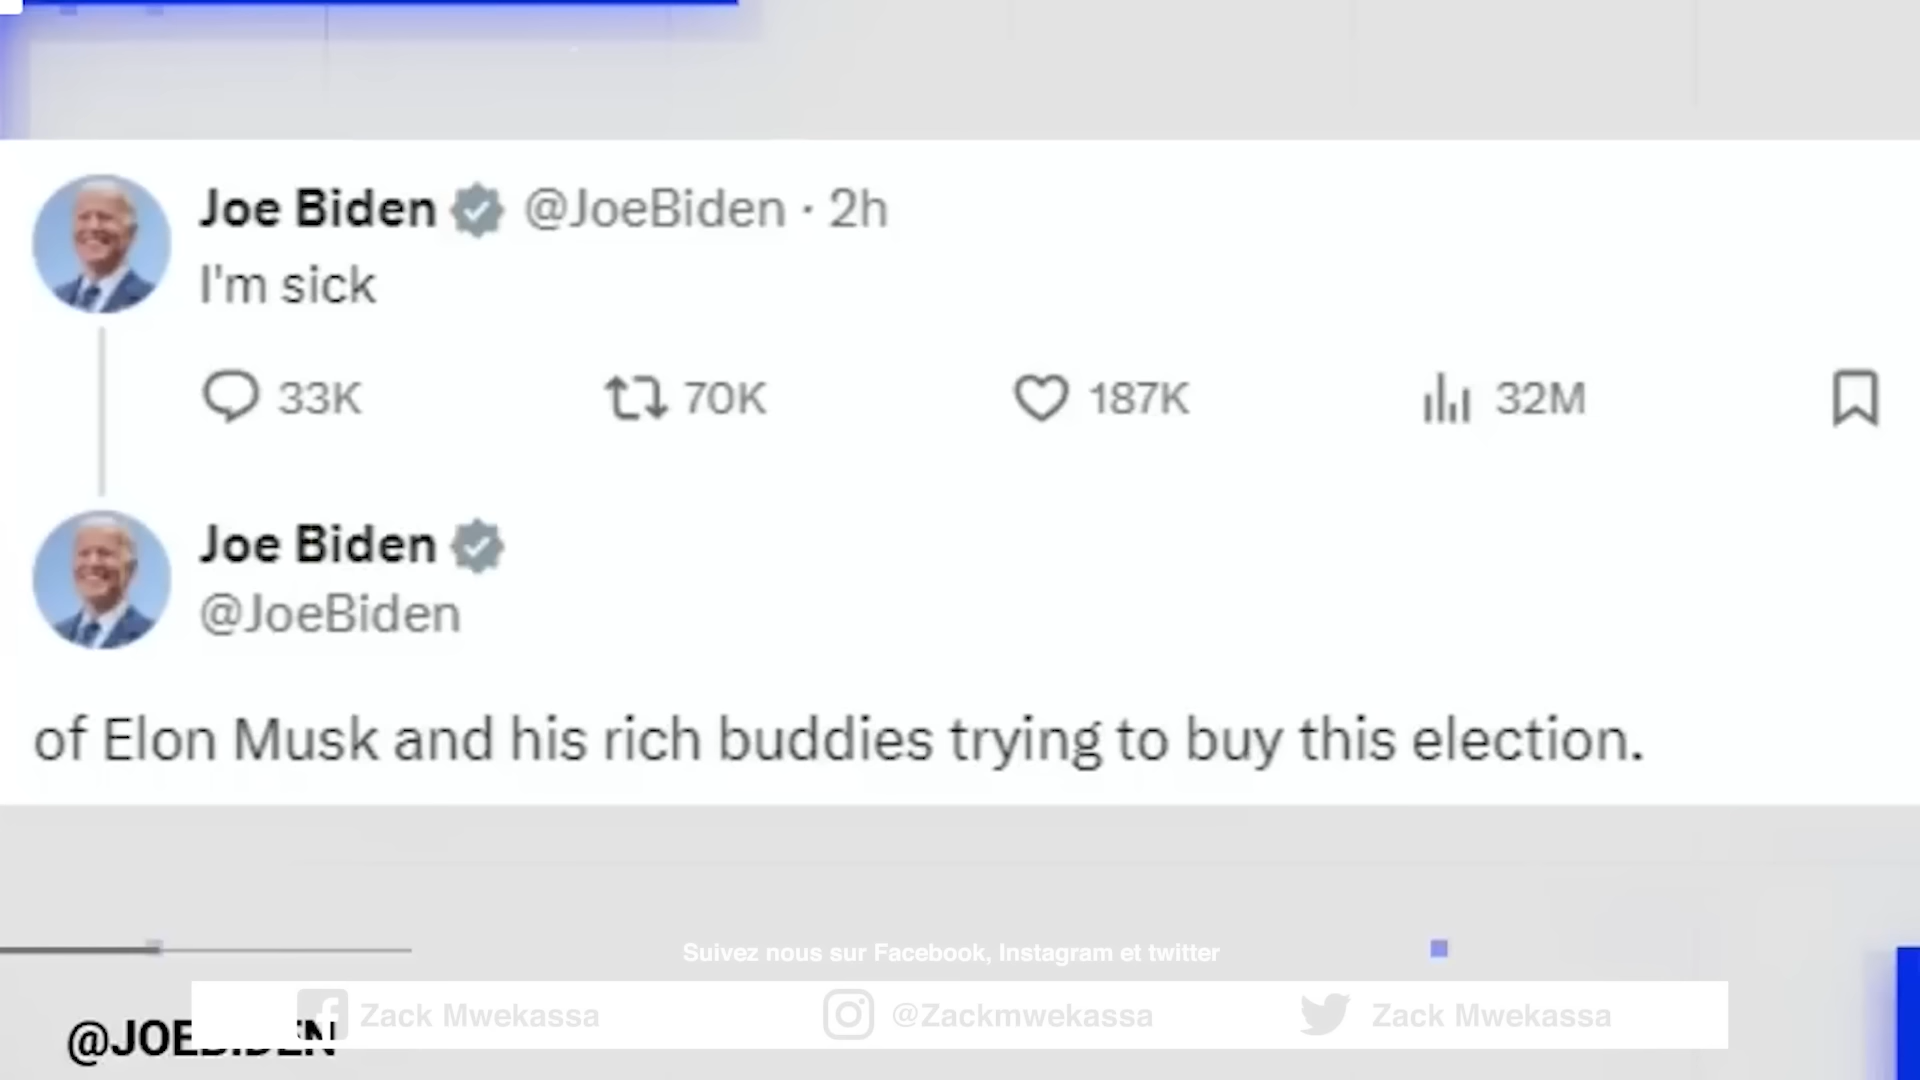 Joe Biden @JoeBiden · 2h
I'm sick
33K 70K 187K 32M
Joe Biden
@JoeBiden
of Elon Musk and his rich buddies trying to buy this election.
Suivez nous sur Facebook, Instagram et twitter
Zack Mwekassa @Zackmwekassa Zack Mwekassa
@JOEBIDEN